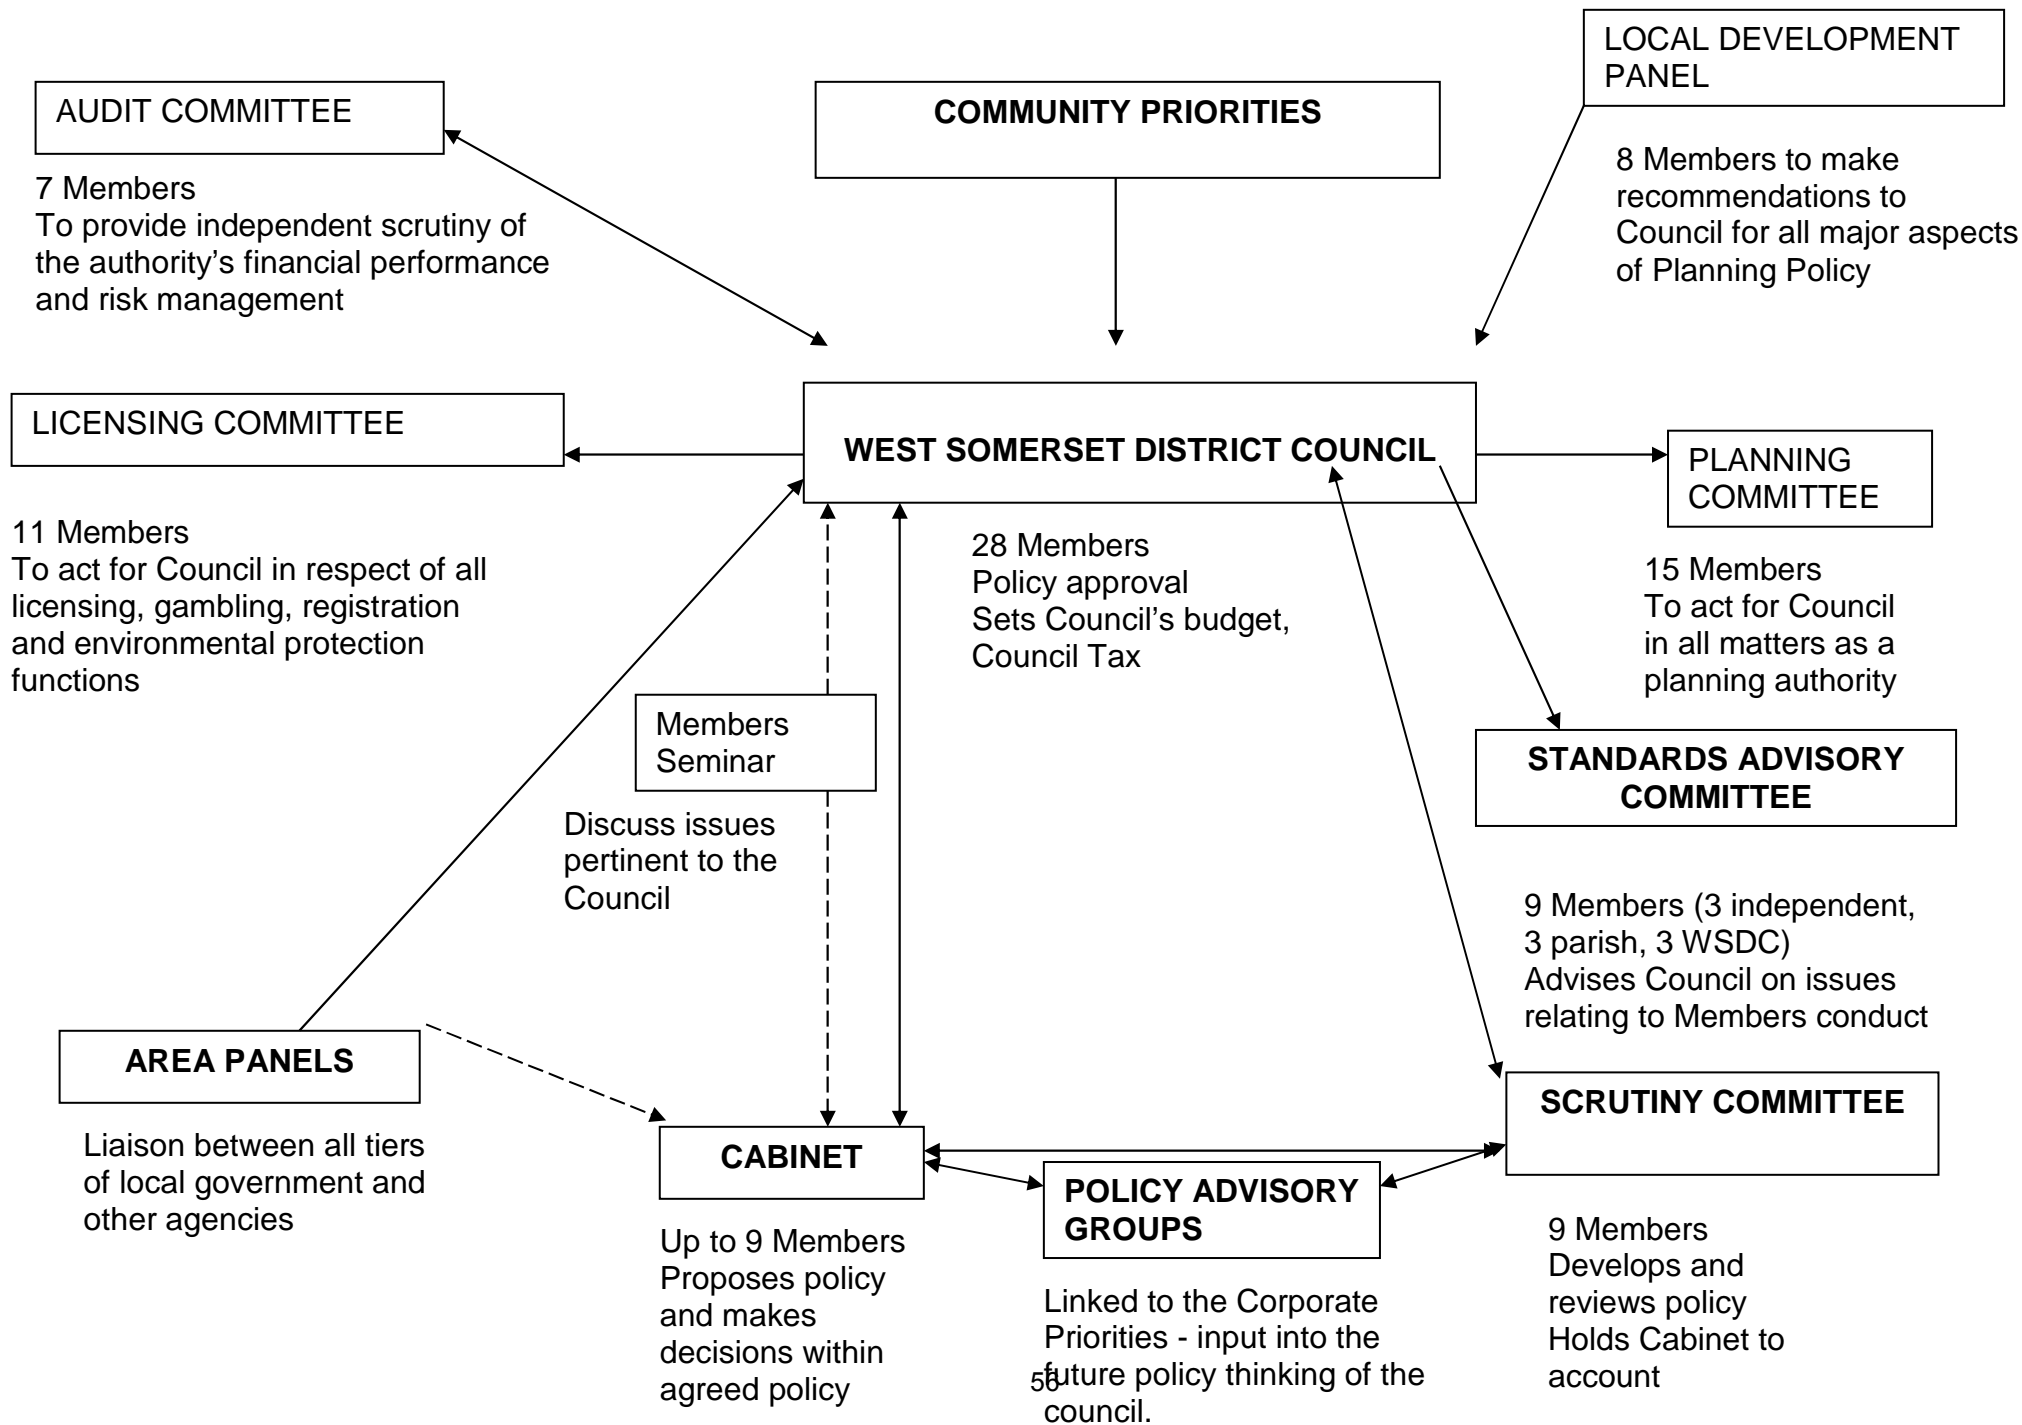 LOCAL DEVELOPMENT
PANEL
8 Members to make
recommendations to
Council for all major aspects
of Planning Policy
AUDIT COMMITTEE
7 Members
To provide independent scrutiny of
the authority's financial performance
and risk management
COMMUNITY PRIORITIES
LICENSING COMMITTEE
11 Members
To act for Council in respect of all
licensing, gambling, registration
and environmental protection
functions
WEST SOMERSET DISTRICT COUNCIL
28 Members
Policy approval
Sets Council's budget,
Council Tax
PLANNING
COMMITTEE
15 Members
To act for Council
in all matters as a
planning authority
Members
Seminar
Discuss issues
pertinent to the
Council
STANDARDS ADVISORY
COMMITTEE
9 Members (3 independent,
3 parish, 3 WSDC)
Advises Council on issues
relating to Members conduct
AREA PANELS
Liaison between all tiers
of local government and
other agencies
CABINET
Up to 9 Members
Proposes policy
and makes
decisions within
agreed policy
POLICY ADVISORY
GROUPS
Linked to the Corporate
Priorities - input into the
future policy thinking of the
council.
SCRUTINY COMMITTEE
9 Members
Develops and
reviews policy
Holds Cabinet to
account
56